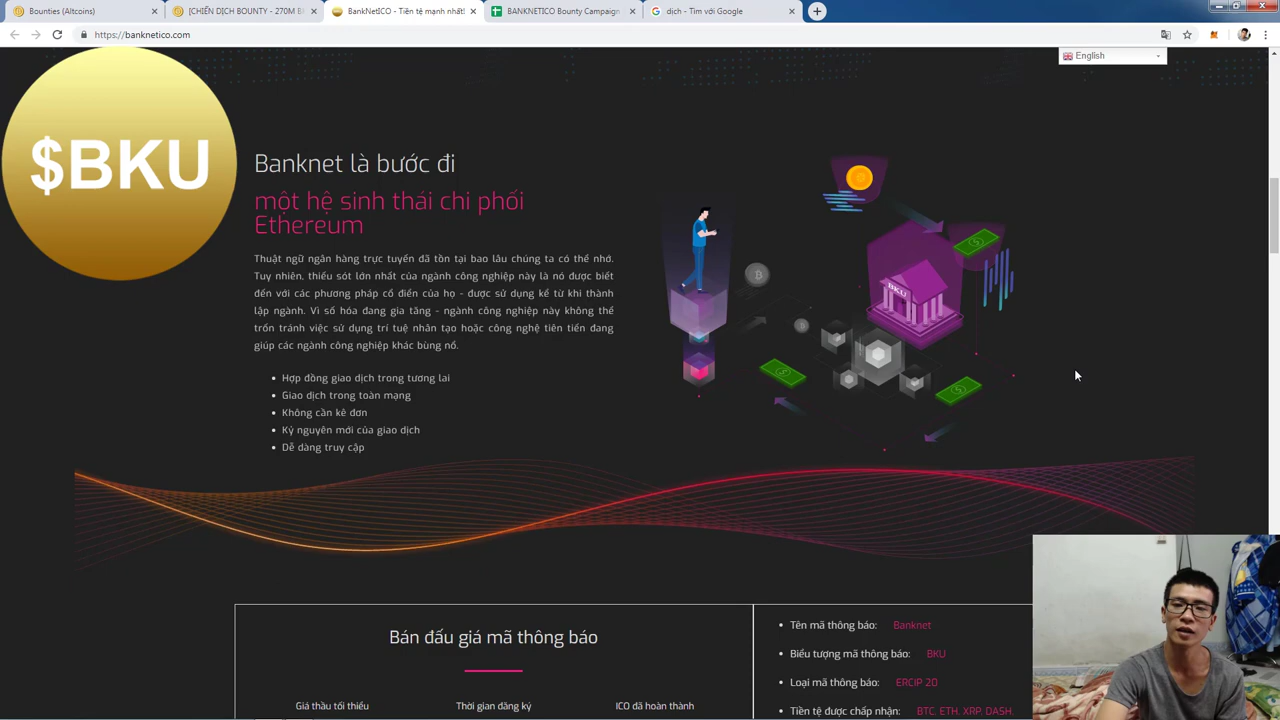 Bounties (Altcoins)
[CHIẾN DỊCH BOUNTY - 270M B
BankNetICO - Tiền tệ mạnh nhất!
BANKNETICO Bounty Campaign
dịch - Tìm với Google
https://banknetico.com
English
$BKU
Banknet là bước đi
một hệ sinh thái chi phối
Ethereum
Thuật ngữ ngân hàng trực tuyến đã tồn tại bao lâu chúng ta có thể nhớ.
Tuy nhiên, thiếu sót lớn nhất của ngành công nghiệp này là nó được biết
đến với các phương pháp cổ điển của họ - được sử dụng kể từ khi thành
lập ngành. Vì số hóa đang gia tăng - ngành công nghiệp này không thể
trốn tránh việc sử dụng trí tuệ nhân tạo hoặc công nghệ tiên tiến đang
giúp các ngành công nghiệp khác bùng nổ.
Hợp đồng giao dịch trong tương lai
Giao dịch trong toàn mạng
Không cần kê đơn
Kỷ nguyên mới của giao dịch
Dễ dàng truy cập
BKU
Bán đấu giá mã thông báo
Giá thầu tối thiểu
Thời gian đăng ký
ICO đã hoàn thành
Tên mã thông báo: Banknet
Biểu tượng mã thông báo: BKU
Loại mã thông báo: ERCIP 20
Tiền tệ được chấp nhận: BTC, ETH, XRP, DASH,